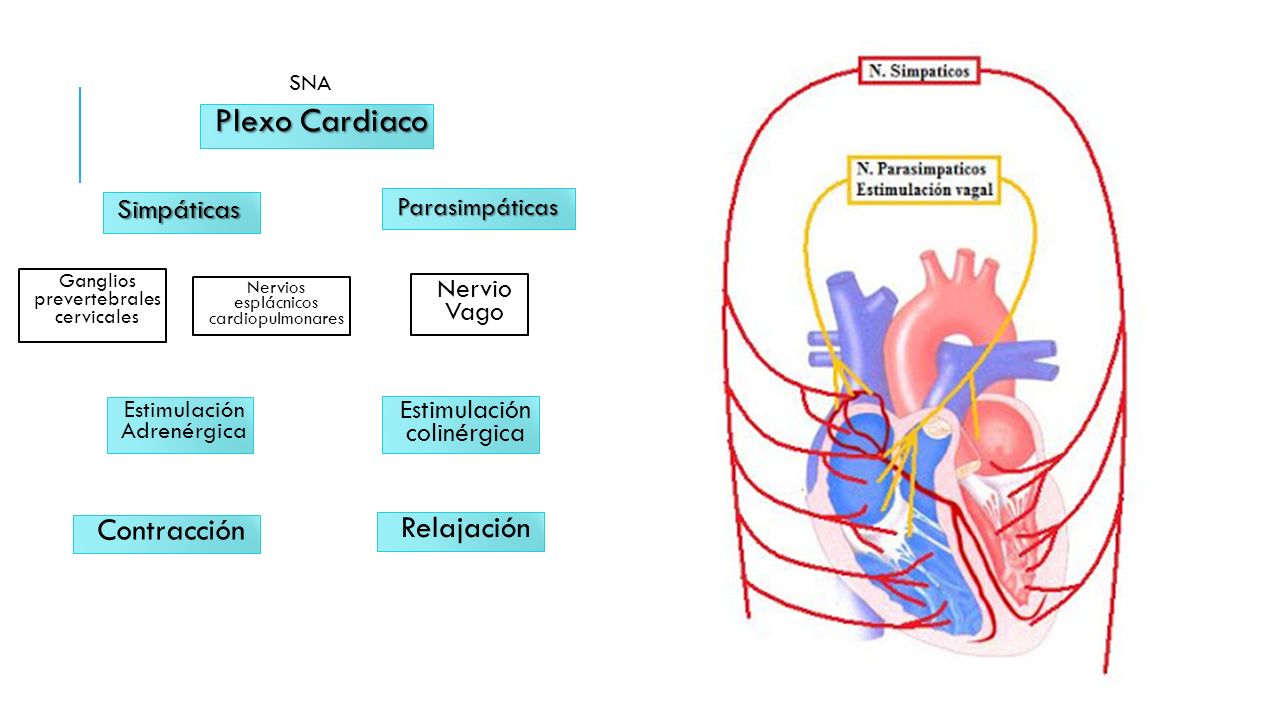 SNA
Plexo Cardiaco
Simpáticas
Parasimpáticas
Ganglios
prevertebrales
cervicales
Nervios
esplácnicos
cardiopulmonares
Nervio
Vago
Estimulación
Adrenérgica
Estimulación
colinérgica
Contracción
Relajación
N. Simpaticos
N. Parasimpaticos
Estimulación vagal